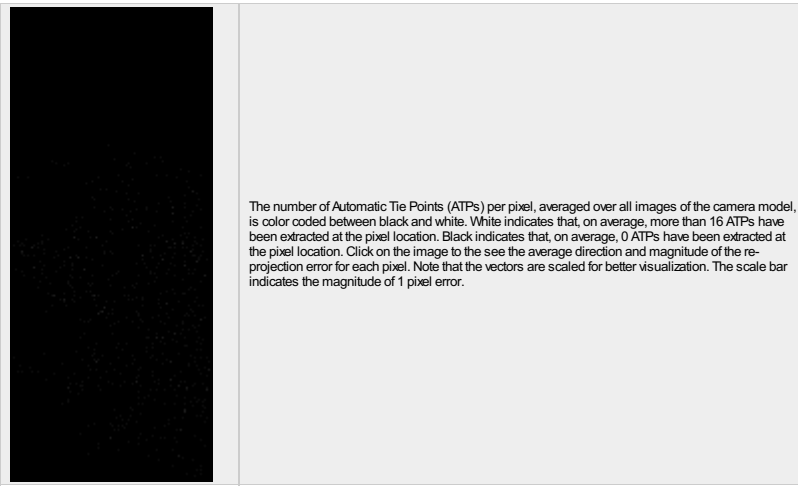 The number of Automatic Tie Points (ATPs) per pixel, averaged over all images of the camera model,
is color coded between black and white. White indicates that, on average, more than 16 ATPs have
been extracted at the pixel location. Black indicates that, on average, 0 ATPs have been extracted at
the pixel location. Click on the image to the see the average direction and magnitude of the re-
projection error for each pixel. Note that the vectors are scaled for better visualization. The scale bar
indicates the magnitude of 1 pixel error.